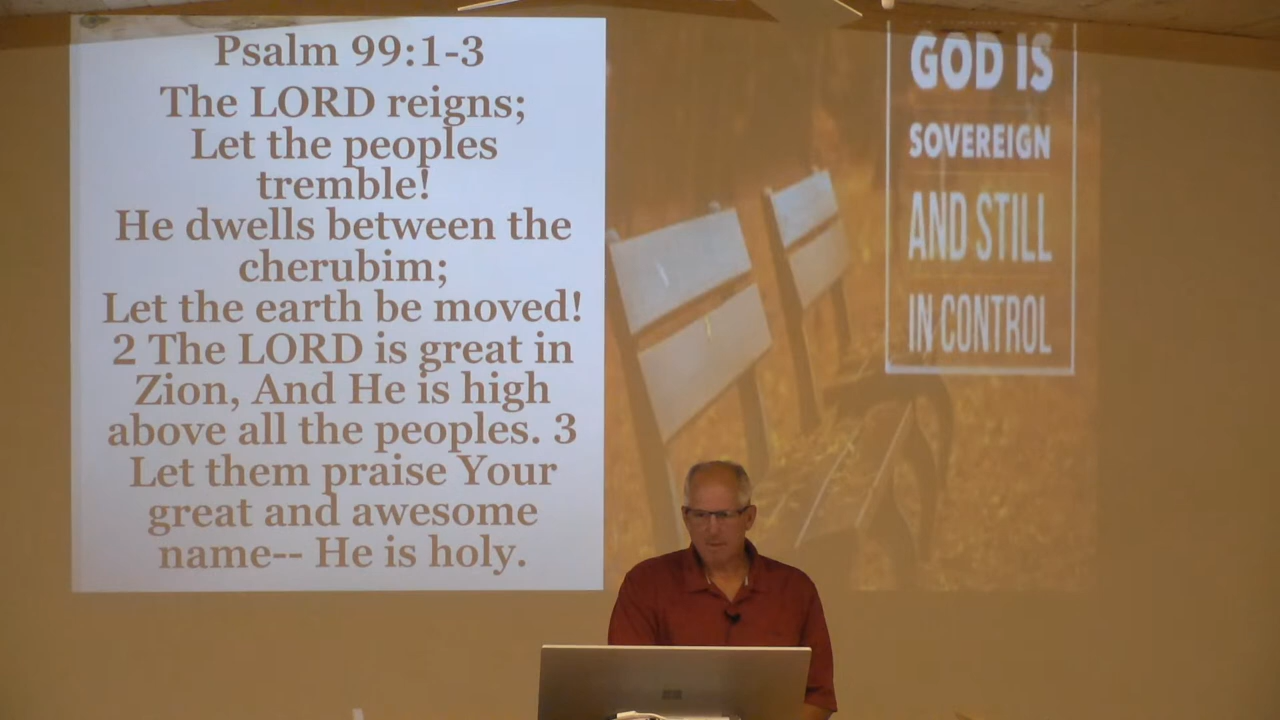 Psalm 99:1-3
The LORD reigns;
Let the peoples
tremble!
He dwells between the
cherubim;
Let the earth be moved!
2 The LORD is great in
Zion, And He is high
above all the peoples. 3
Let them praise Your
great and awesome
name-- He is holy.
GOD IS
SOVEREIGN
AND STILL
IN CONTROL